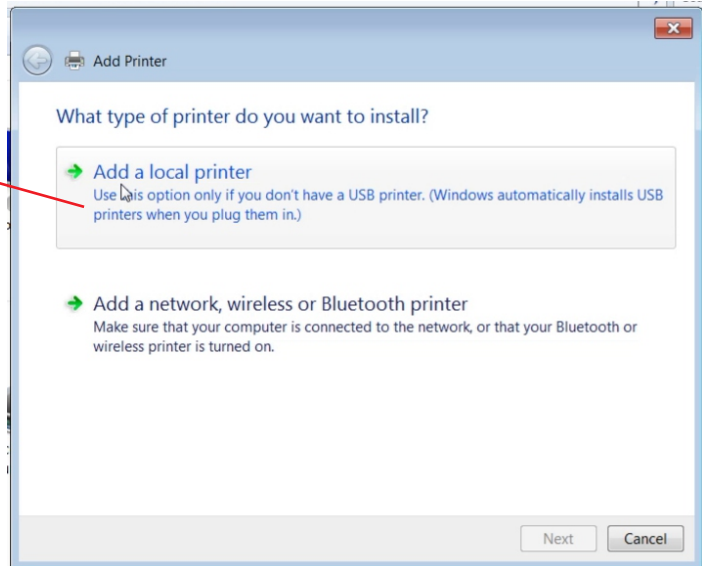 Add Printer
What type of printer do you want to install?
Add a local printer
Use this option only if you don't have a USB printer. (Windows automatically installs USB
printers when you plug them in.)
Add a network, wireless or Bluetooth printer
Make sure that your computer is connected to the network, or that your Bluetooth or
wireless printer is turned on.
Next
Cancel